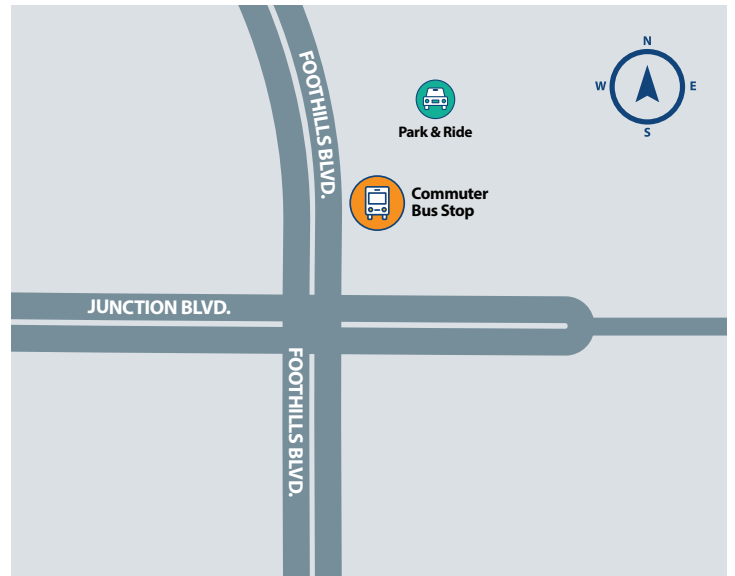 N
W
E
S
FOOTHILLS BLVD.
Park & Ride
Commuter
Bus Stop
JUNCTION BLVD.
FOOTHILLS BLVD.